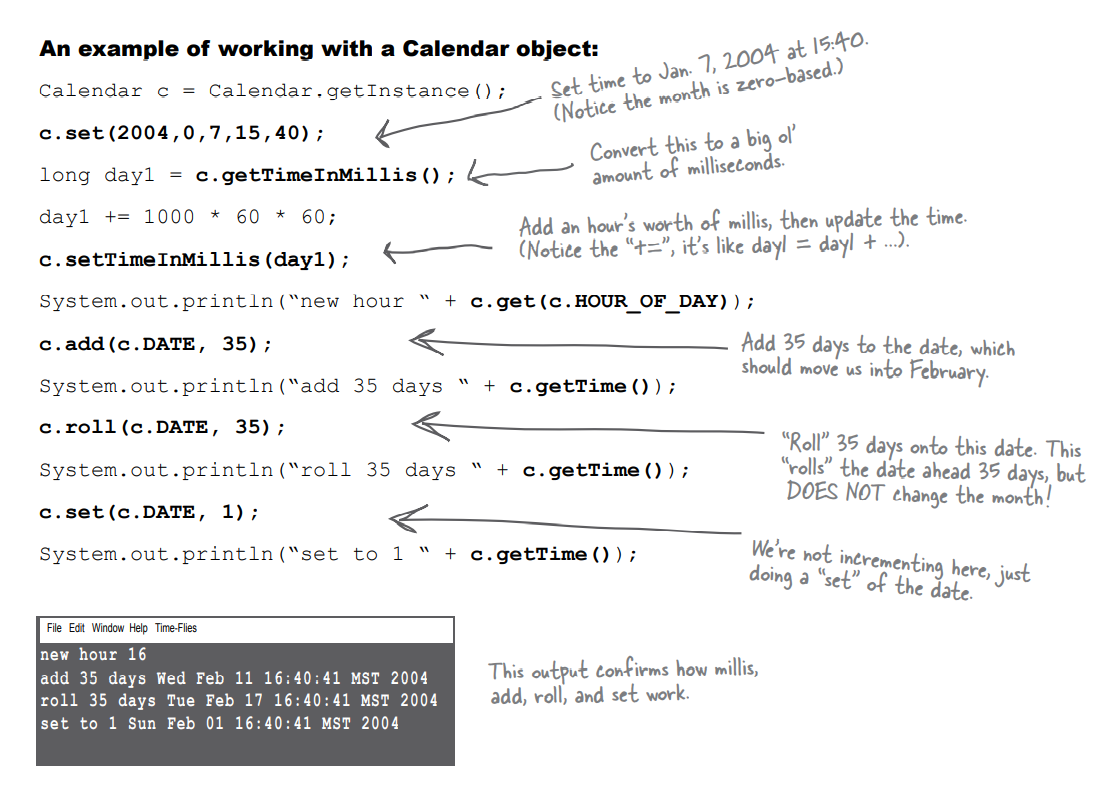 An example of working with a Calendar object:
Calendar c = Calendar.getInstance();
Set time to Jan. 7, 2004 at 15:40.
(Notice the month is zero-based.)
c.set(2004,0,7,15,40);
Convert this to a big ol'
amount of milliseconds.
long day1 = c.getTimeInMillis();
day1 += 1000 * 60 * 60;
Add an hour's worth of millis, then update the time.
(Notice the "+=", it's like day1 = day1 + ...).
c.setTimeInMillis(day1);
System.out.println(“new hour “ + c.get(c.HOUR_OF_DAY));
c.add(c.DATE, 35);
Add 35 days to the date, which
should move us into February.
System.out.println(“add 35 days “ + c.getTime());
c.roll(c.DATE, 35);
"Roll" 35 days onto this date. This
"rolls" the date ahead 35 days, but
DOES NOT change the month!
System.out.println(“roll 35 days “ + c.getTime());
c.set(c.DATE, 1);
We're not incrementing here, just
doing a "set" of the date.
System.out.println(“set to 1 “ + c.getTime());
File Edit Window Help Time-Flies
new hour 16
add 35 days Wed Feb 11 16:40:41 MST 2004
roll 35 days Tue Feb 17 16:40:41 MST 2004
set to 1 Sun Feb 01 16:40:41 MST 2004
This output confirms how millis,
add, roll, and set work.